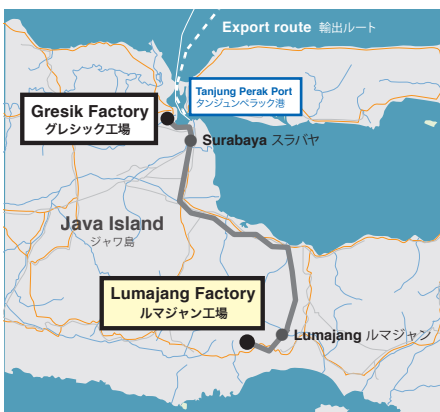 Export route 輸出ルート
Tanjung Perak Port
タンジュンペラック港
Gresik Factory
グレシック工場
Surabaya スラバヤ
Java Island
ジャワ島
Lumajang Factory
ルマジャン工場
Lumajang ルマジャン